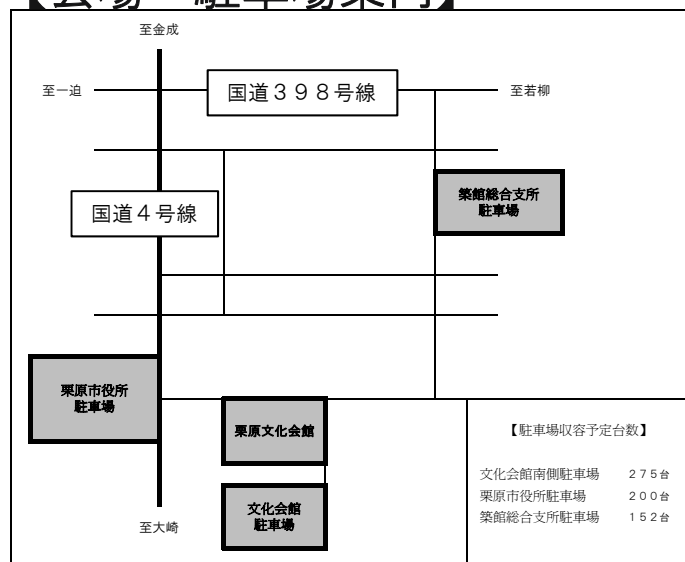 【会場・駐車場案内】
至金成
至一迫
国道３９８号線
至若柳
築館総合支所
駐車場
国道４号線
栗原市役所
駐車場
栗原文化会館
【駐車場収容予定台数】
文化会館南側駐車場　２７５台
栗原市役所駐車場　２００台
築館総合支所駐車場　１５２台
文化会館
駐車場
至大崎